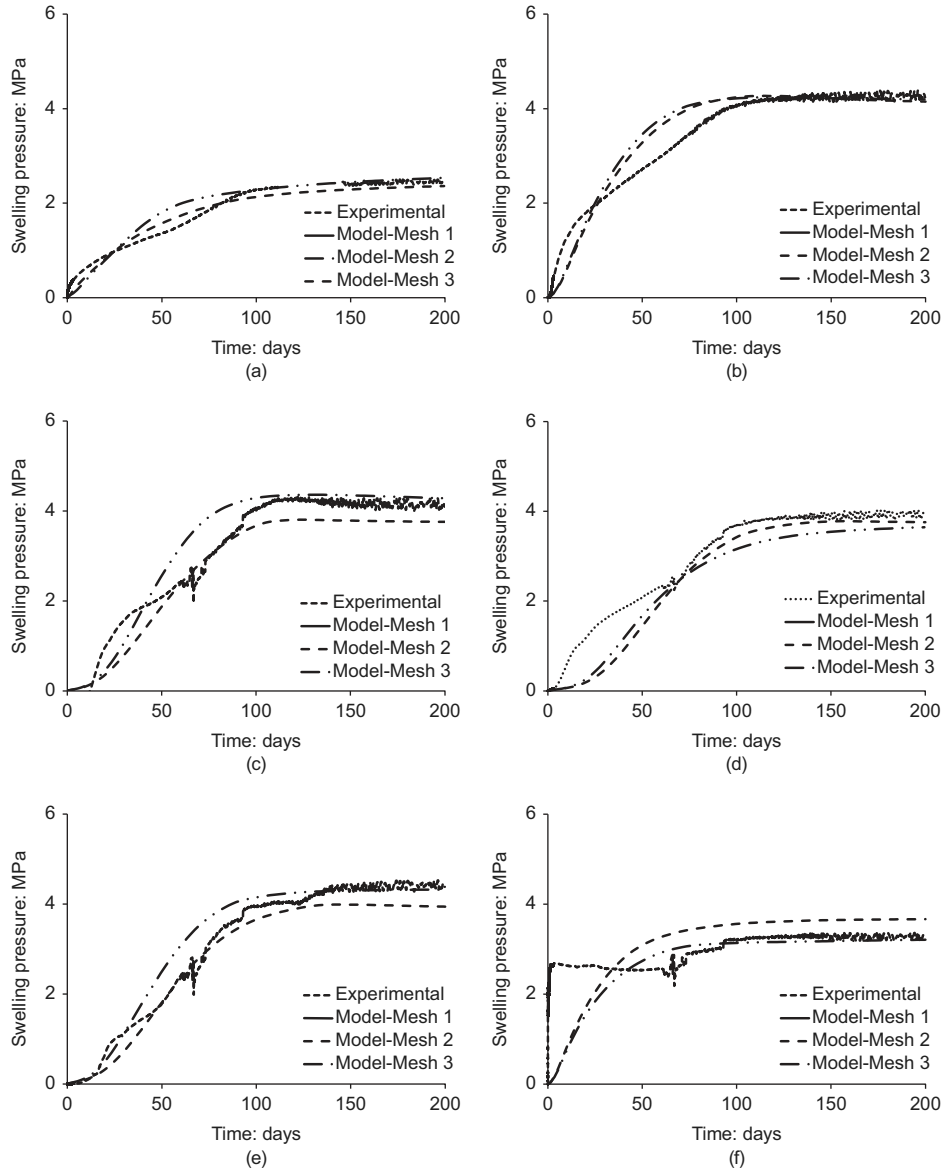 6
4
2
0
Swelling pressure: MPa
Experimental
Model-Mesh 1
Model-Mesh 2
Model-Mesh 3
0 50 100 150 200
Time: days
(a)
6
4
2
0
Swelling pressure: MPa
Experimental
Model-Mesh 1
Model-Mesh 2
Model-Mesh 3
0 50 100 150 200
Time: days
(b)
6
4
2
0
Swelling pressure: MPa
Experimental
Model-Mesh 1
Model-Mesh 2
Model-Mesh 3
0 50 100 150 200
Time: days
(c)
6
4
2
0
Swelling pressure: MPa
Experimental
Model-Mesh 1
Model-Mesh 2
Model-Mesh 3
0 50 100 150 200
Time: days
(d)
6
4
2
0
Swelling pressure: MPa
Experimental
Model-Mesh 1
Model-Mesh 2
Model-Mesh 3
0 50 100 150 200
Time: days
(e)
6
4
2
0
Swelling pressure: MPa
Experimental
Model-Mesh 1
Model-Mesh 2
Model-Mesh 3
0 50 100 150 200
Time: days
(f)